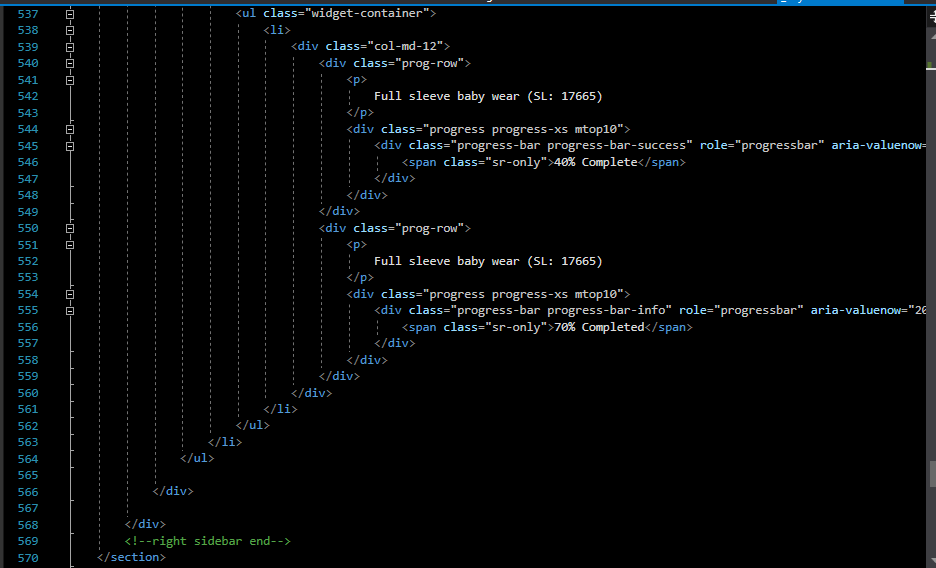 537 <ul class="widget-container">
538 <li>
539 <div class="col-md-12">
540 <div class="prog-row">
541 <p>
542 Full sleeve baby wear (SL: 17665)
543 </p>
544 <div class="progress progress-xs mtop10">
545 <div class="progress-bar progress-bar-success" role="progressbar" aria-valuenow=
546 <span class="sr-only">40% Complete</span>
547 </div>
548 </div>
549 </div>
550 <div class="prog-row">
551 <p>
552 Full sleeve baby wear (SL: 17665)
553 </p>
554 <div class="progress progress-xs mtop10">
555 <div class="progress-bar progress-bar-info" role="progressbar" aria-valuenow="20
556 <span class="sr-only">70% Completed</span>
557 </div>
558 </div>
559 </div>
560 </div>
561 </li>
562 </ul>
563 </li>
564 </ul>
565
566 </div>
567
568 </div>
569 <!--right sidebar end-->
570 </section>